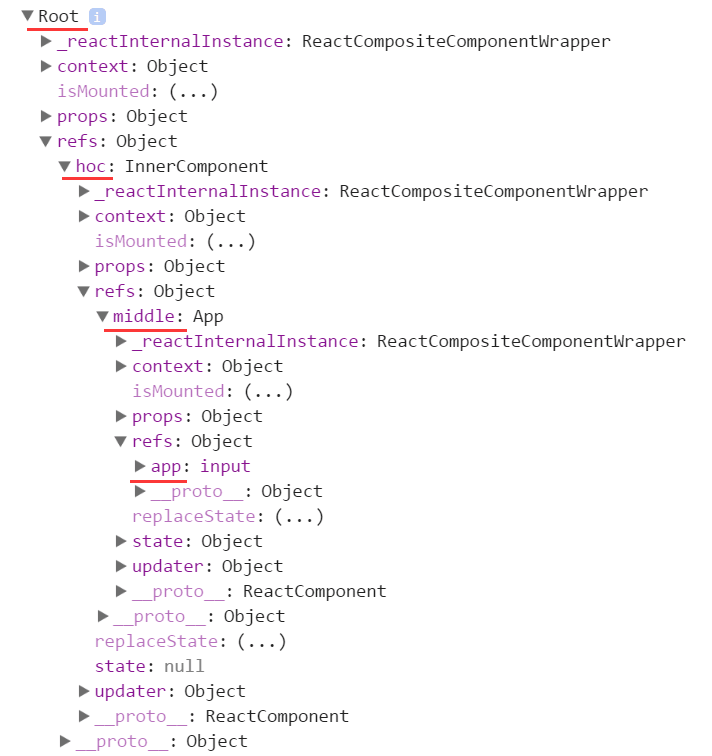 Root i
_reactInternalInstance: ReactCompositeComponentWrapper
context: Object
isMounted: (...)
props: Object
refs: Object
hoc: InnerComponent
_reactInternalInstance: ReactCompositeComponentWrapper
context: Object
isMounted: (...)
props: Object
refs: Object
middle: App
_reactInternalInstance: ReactCompositeComponentWrapper
context: Object
isMounted: (...)
props: Object
refs: Object
app: input
__proto__: Object
replaceState: (...)
state: Object
updater: Object
__proto__: ReactComponent
__proto__: Object
replaceState: (...)
state: null
updater: Object
__proto__: ReactComponent
__proto__: Object